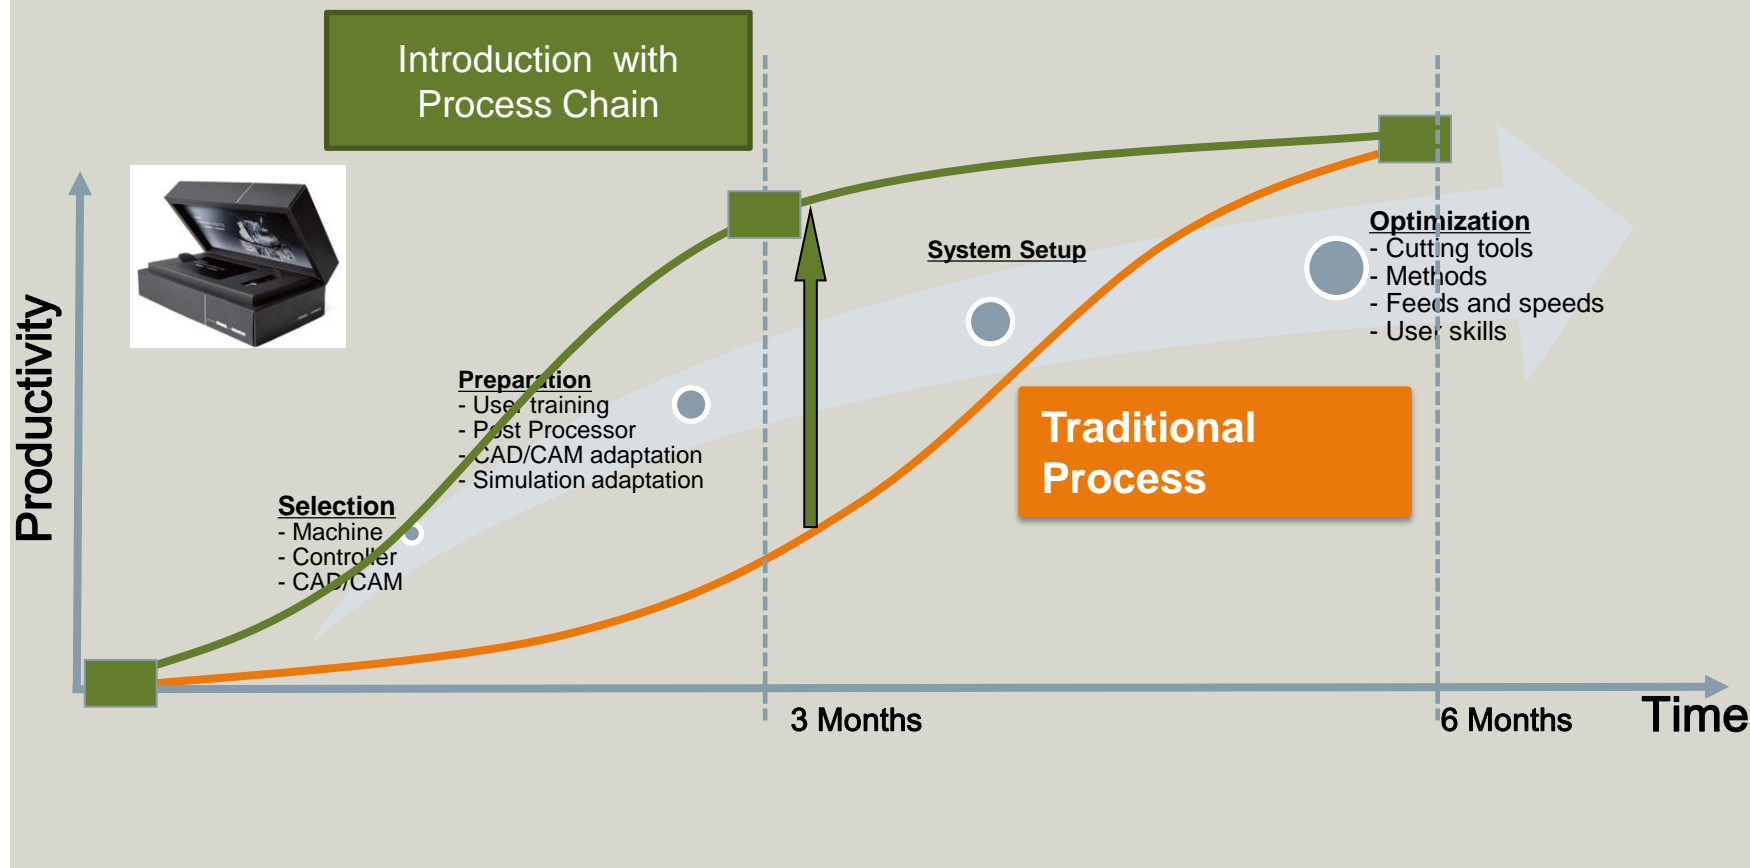 Introduction with
Process Chain
Productivity
Selection
- Machine
- Controller
- CAD/CAM
Preparation
- User training
- Post Processor
- CAD/CAM adaptation
- Simulation adaptation
System Setup
Optimization
- Cutting tools
- Methods
- Feeds and speeds
- User skills
Traditional
Process
3 Months
6 Months
Time